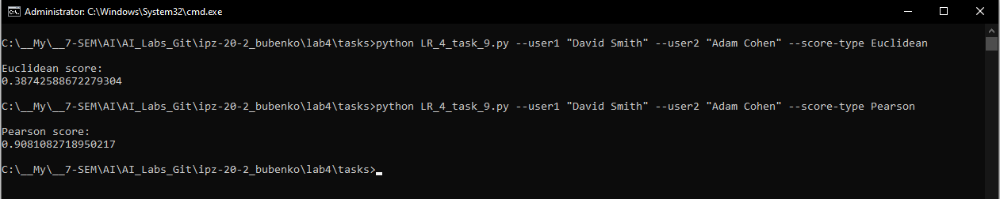 Administrator: C:\Windows\System32\cmd.exe
C:\__My\__7-SEM\AI\AI_Labs_Git\ipz-20-2_bubenko\lab4\tasks>python LR_4_task_9.py --user1 "David Smith" --user2 "Adam Cohen" --score-type Euclidean
Euclidean score:
0.38742588672279304
C:\__My\__7-SEM\AI\AI_Labs_Git\ipz-20-2_bubenko\lab4\tasks>python LR_4_task_9.py --user1 "David Smith" --user2 "Adam Cohen" --score-type Pearson
Pearson score:
0.9081082718950217
C:\__My\__7-SEM\AI\AI_Labs_Git\ipz-20-2_bubenko\lab4\tasks>